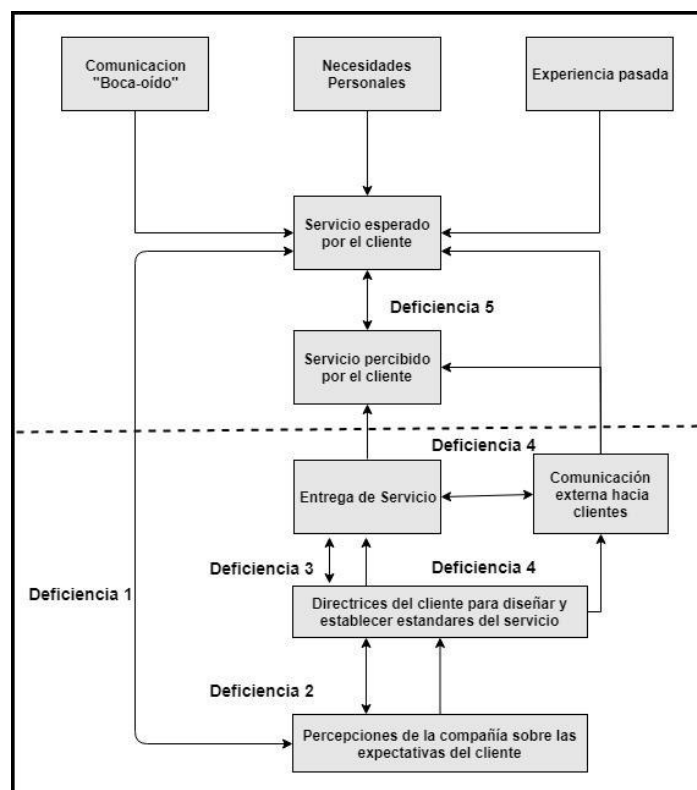 Comunicacion
"Boca-oído"
Necesidades
Personales
Experiencia pasada
Servicio esperado
por el cliente
Deficiencia 5
Servicio percibido
por el cliente
Deficiencia 4
Entrega de Servicio
Comunicación
externa hacia
clientes
Deficiencia 3
Deficiencia 4
Deficiencia 1
Directrices del cliente para diseñar y
establecer estandares del servicio
Deficiencia 2
Percepciones de la compañía sobre las
expectativas del cliente